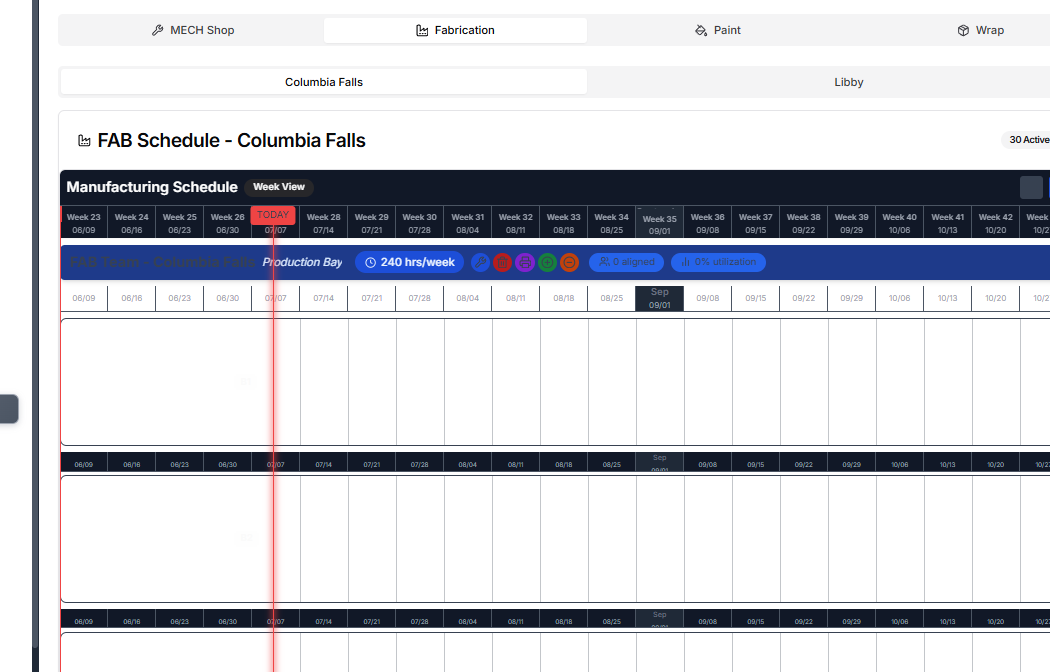 MECH Shop Fabrication Paint Wrap
Columbia Falls Libby
FAB Schedule - Columbia Falls 30 Active
Manufacturing Schedule Week View
Week 23 Week 24 Week 25 Week 26 TODAY Week 28 Week 29 Week 30 Week 31 Week 32 Week 33 Week 34 Week 35 Week 36 Week 37 Week 38 Week 39 Week 40 Week 41 Week 42 Week
06/09 06/16 06/23 06/30 07/07 07/14 07/21 07/28 08/04 08/11 08/18 08/25 09/01 09/08 09/15 09/22 09/29 10/06 10/13 10/20 10/2
FAB Team - Columbia Falls Production Bay 240 hrs/week 0 aligned 0% utilization
06/09 06/16 06/23 06/30 07/07 07/14 07/21 07/28 08/04 08/11 08/18 08/25 Sep 09/08 09/15 09/22 09/29 10/06 10/13 10/20 10/2
09/01
06/09 06/16 06/23 06/30 07/07 07/14 07/21 07/28 08/04 08/11 08/18 08/25 Sep 09/08 09/15 09/22 09/29 10/06 10/13 10/20 10/2
09/01
06/09 06/16 06/23 06/30 07/07 07/14 07/21 07/28 08/04 08/11 08/18 08/25 Sep 09/08 09/15 09/22 09/29 10/06 10/13 10/20 10/2